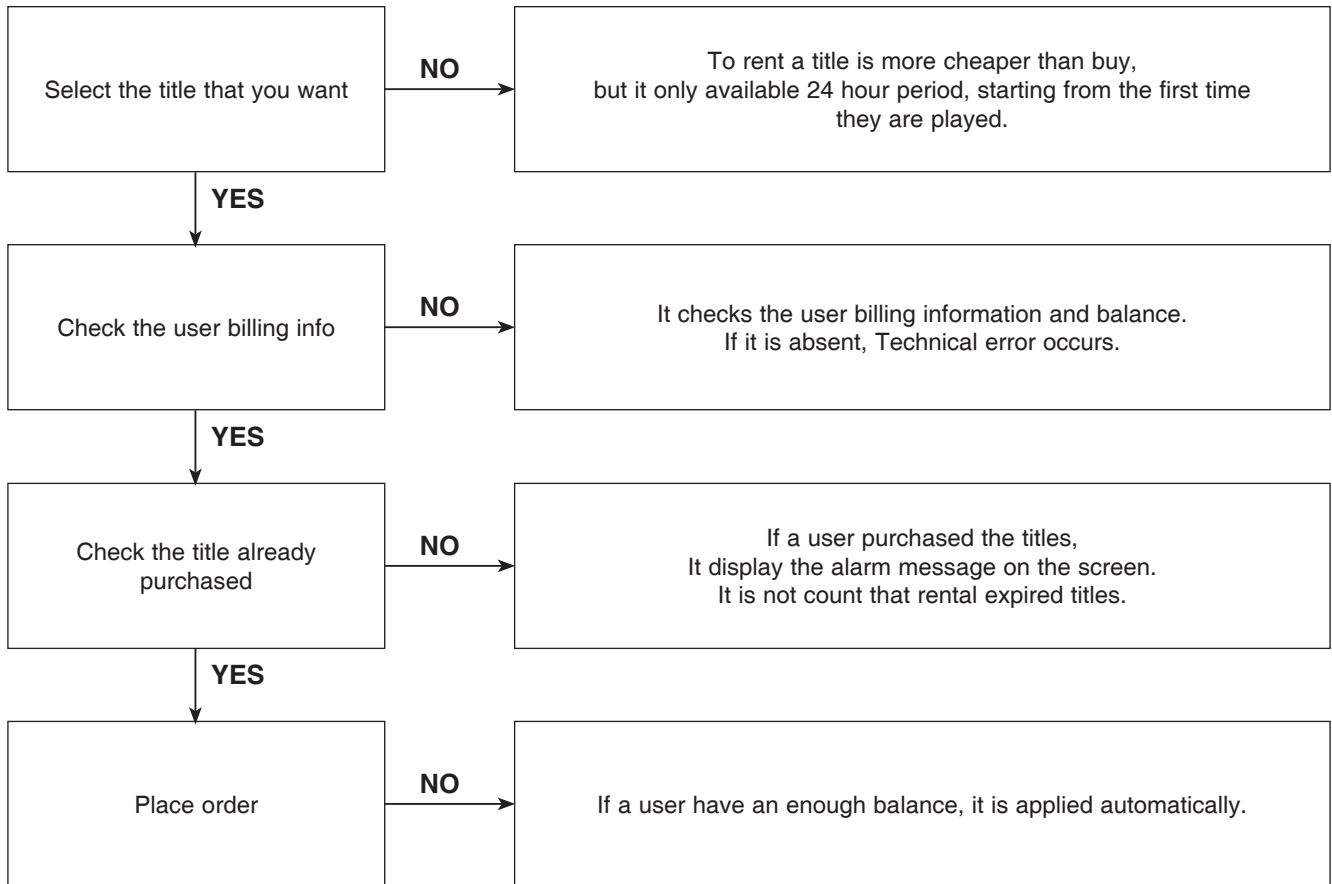 Select the title that you want
NO
To rent a title is more cheaper than buy,
but it only available 24 hour period, starting from the first time
they are played.
YES
Check the user billing info
NO
It checks the user billing information and balance.
If it is absent, Technical error occurs.
YES
Check the title already
purchased
NO
If a user purchased the titles,
It display the alarm message on the screen.
It is not count that rental expired titles.
YES
Place order
NO
If a user have an enough balance, it is applied automatically.